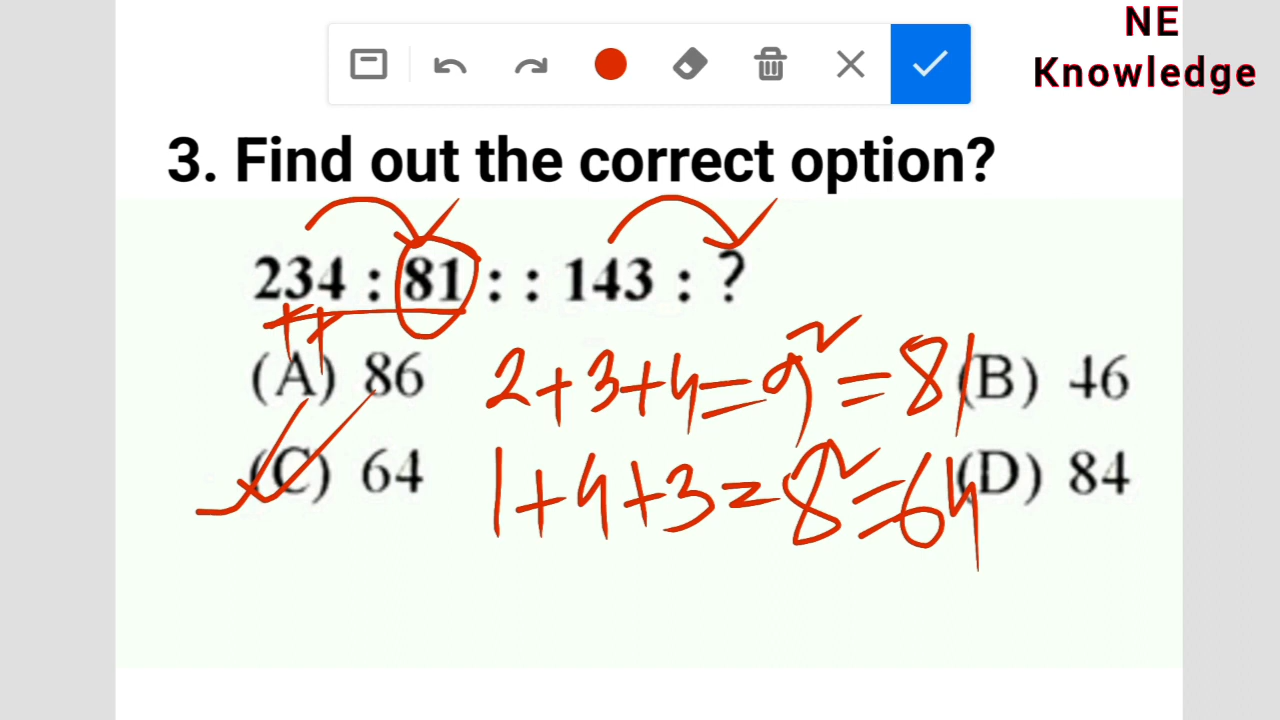 NE
Knowledge
3. Find out the correct option?
234 : 81 : : 143 : ?
(A) 86
2+3+4=9²=81
(B) 46
(C) 64
1+4+3=8²=64
(D) 84